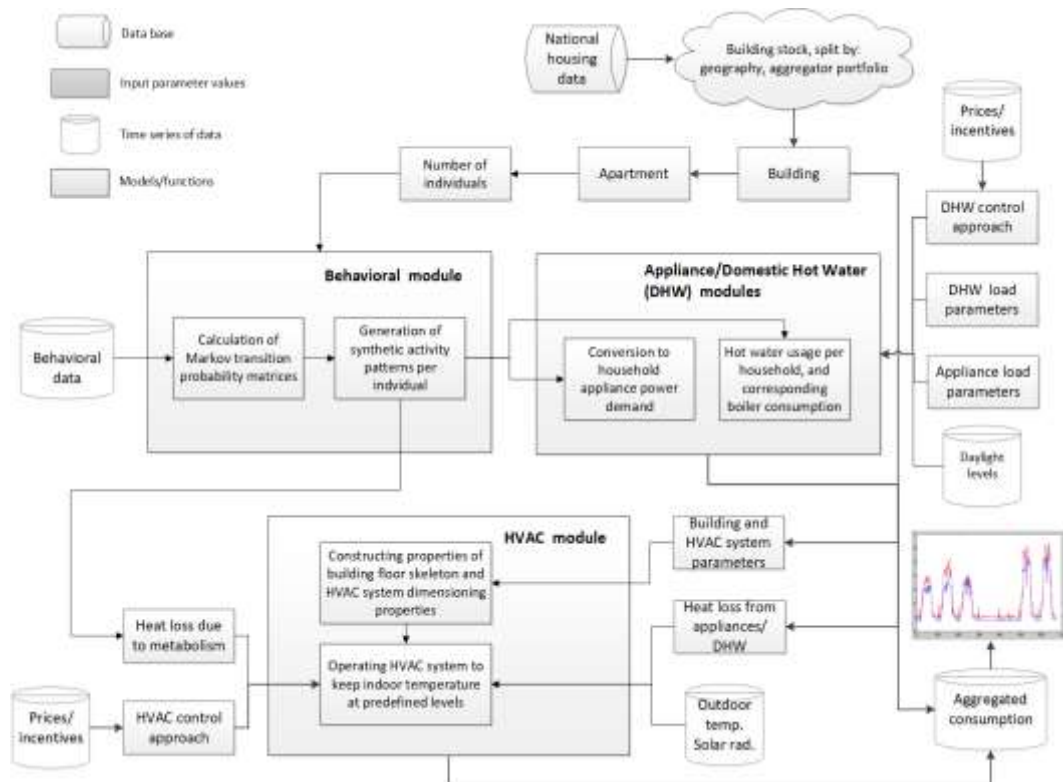 Data base
Input parameter values
Time series of data
Models/functions
National
housing
data
Building stock, split by:
geography, aggregator portfolio
Prices/
incentives
Number of
individuals
Apartment
Building
DHW control
approach
DHW load
parameters
Appliance load
parameters
Daylight
levels
Behavioral module
Behavioral
data
Calculation of
Markov transition
probability matrices
Generation of
synthetic activity
patterns per
individual
Appliance/Domestic Hot Water
(DHW) modules
Conversion to
household
appliance power
demand
Hot water usage per
household, and
corresponding
boiler consumption
HVAC module
Constructing properties of
building floor skeleton and
HVAC system dimensioning
properties
Operating HVAC system to
keep indoor temperature
at predefined levels
Building and
HVAC system
parameters
Heat loss from
appliances/
DHW
Outdoor
temp.
Solar rad.
Heat loss due
to metabolism
Prices/
incentives
HVAC control
approach
Aggregated
consumption